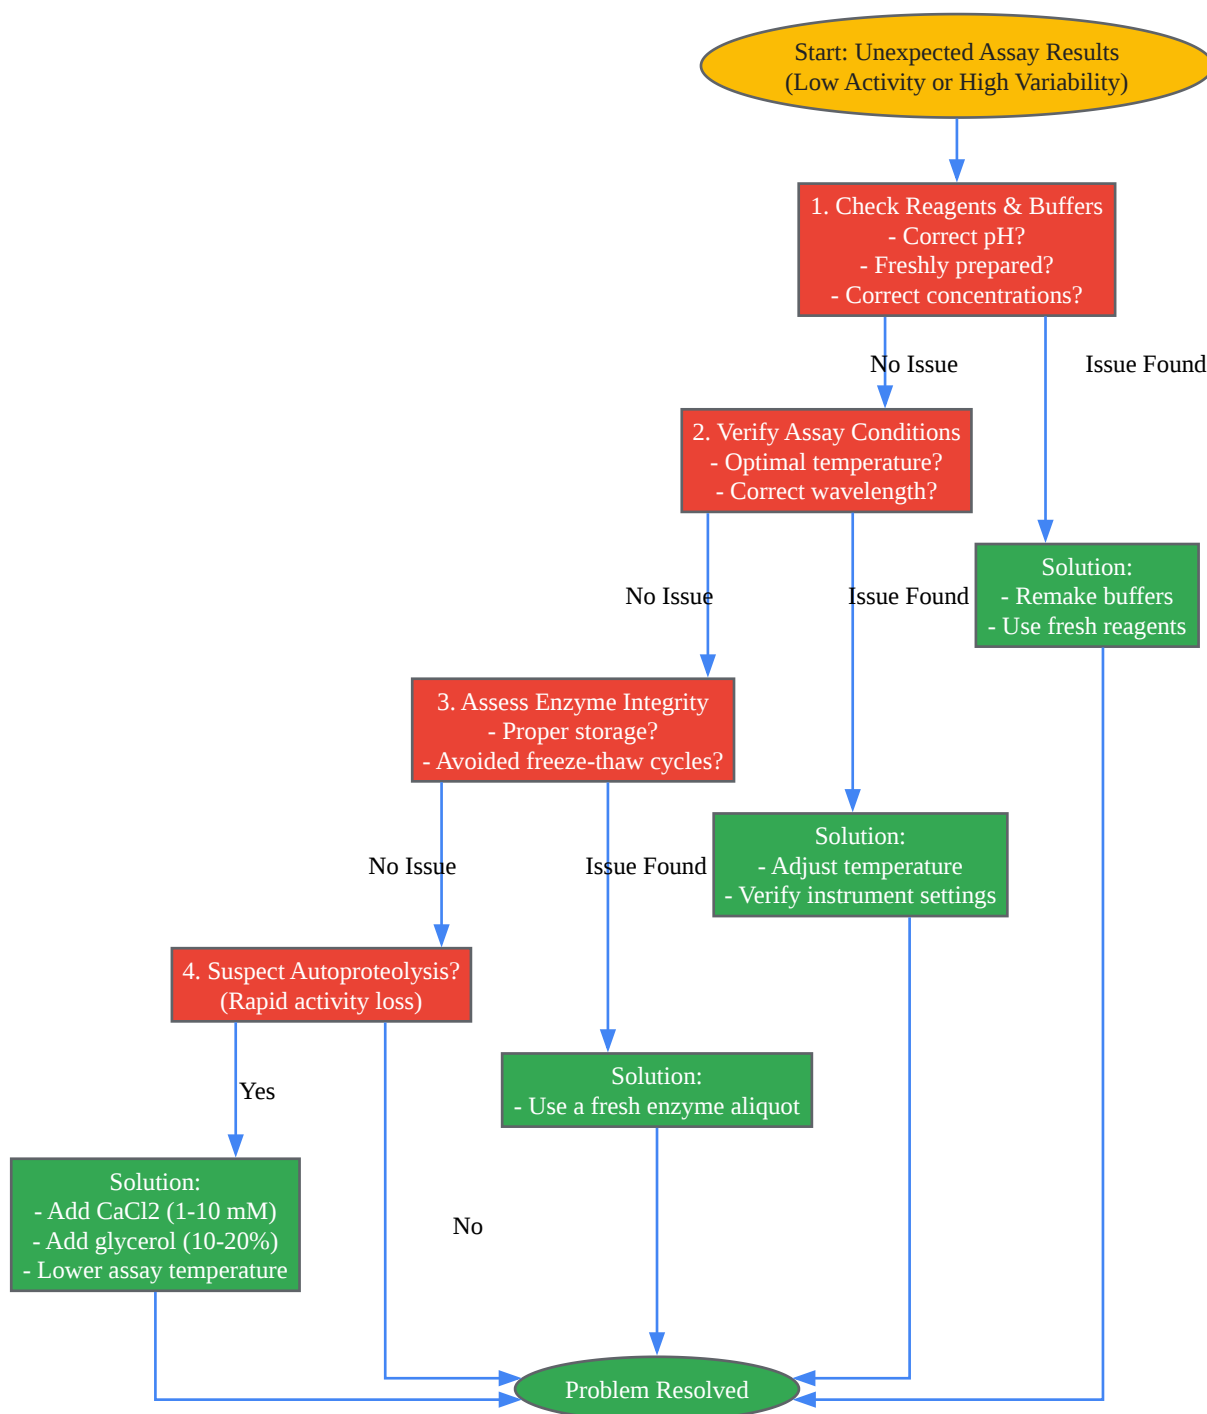 Start: Unexpected Assay Results
(Low Activity or High Variability)
1. Check Reagents & Buffers
- Correct pH?
- Freshly prepared?
- Correct concentrations?
No Issue
Issue Found
2. Verify Assay Conditions
- Optimal temperature?
- Correct wavelength?
Solution:
- Remake buffers
- Use fresh reagents
No Issue
Issue Found
3. Assess Enzyme Integrity
- Proper storage?
- Avoided freeze-thaw cycles?
Solution:
- Adjust temperature
- Verify instrument settings
No Issue
Issue Found
4. Suspect Autoproteolysis?
(Rapid activity loss)
Solution:
- Use a fresh enzyme aliquot
Yes
Solution:
- Add CaCl2 (1-10 mM)
- Add glycerol (10-20%)
- Lower assay temperature
No
Problem Resolved